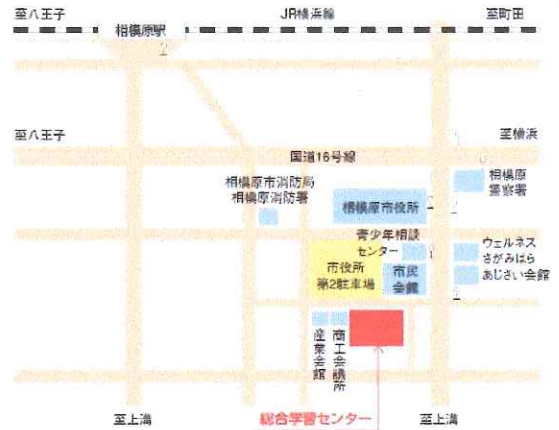 至八王子
JR横浜線
至町田
相模原駅
至八王子
至横浜
国道16号線
相模原市消防局
相模原消防署
相模原市役所
相模原
警察署
青少年相談
センター
市役所
第2駐車場
市民
会館
ウェルネス
さがみはら
あじさい会館
産業会館
商工会議所
至上溝
総合学習センター
至上溝